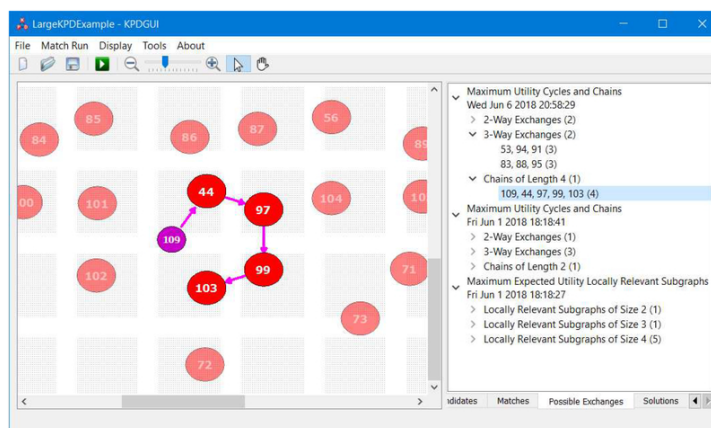 LargeKPDExample - KPDGUI
File Match Run Display Tools About
85
56
87
84
86
89
44
101
104
97
109
99
102
103
71
73
72
Maximum Utility Cycles and Chains
Wed Jun 6 2018 20:58:29
2-Way Exchanges (2)
3-Way Exchanges (2)
53, 94, 91 (3)
83, 88, 95 (3)
Chains of Length 4 (1)
109, 44, 97, 99, 103 (4)
Maximum Utility Cycles and Chains
Fri Jun 1 2018 18:18:41
2-Way Exchanges (1)
3-Way Exchanges (3)
Chains of Length 2 (1)
Maximum Expected Utility Locally Relevant Subgraphs
Fri Jun 1 2018 18:18:27
Locally Relevant Subgraphs of Size 2 (1)
Locally Relevant Subgraphs of Size 3 (1)
Locally Relevant Subgraphs of Size 4 (5)
ndidates Matches Possible Exchanges Solutions